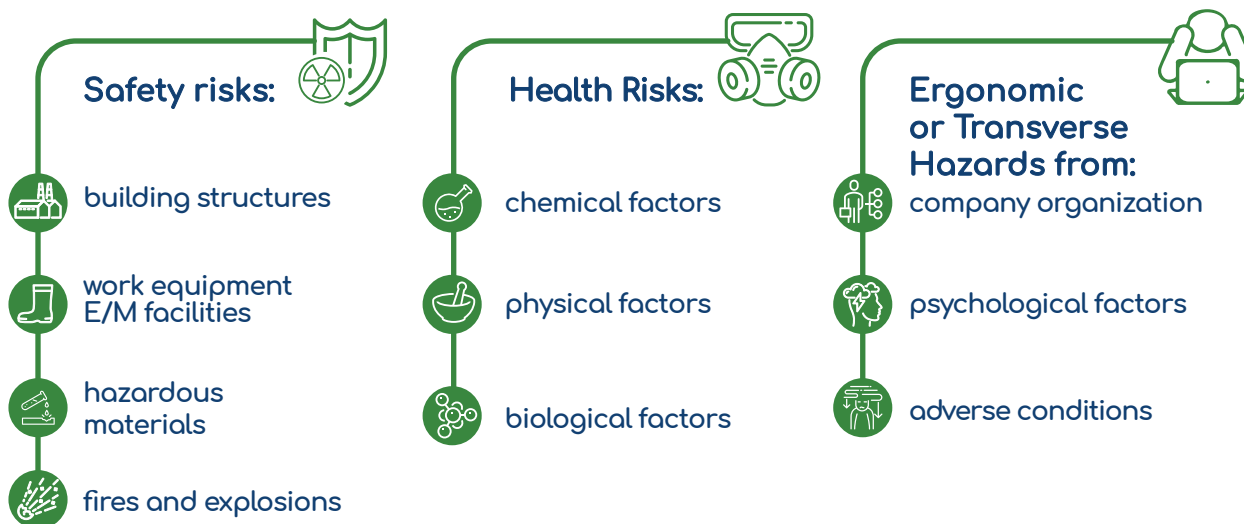 Safety risks:
building structures
work equipment
E/M facilities
hazardous
materials
fires and explosions
Health Risks:
chemical factors
physical factors
biological factors
Ergonomic
or Transverse
Hazards from:
company organization
psychological factors
adverse conditions